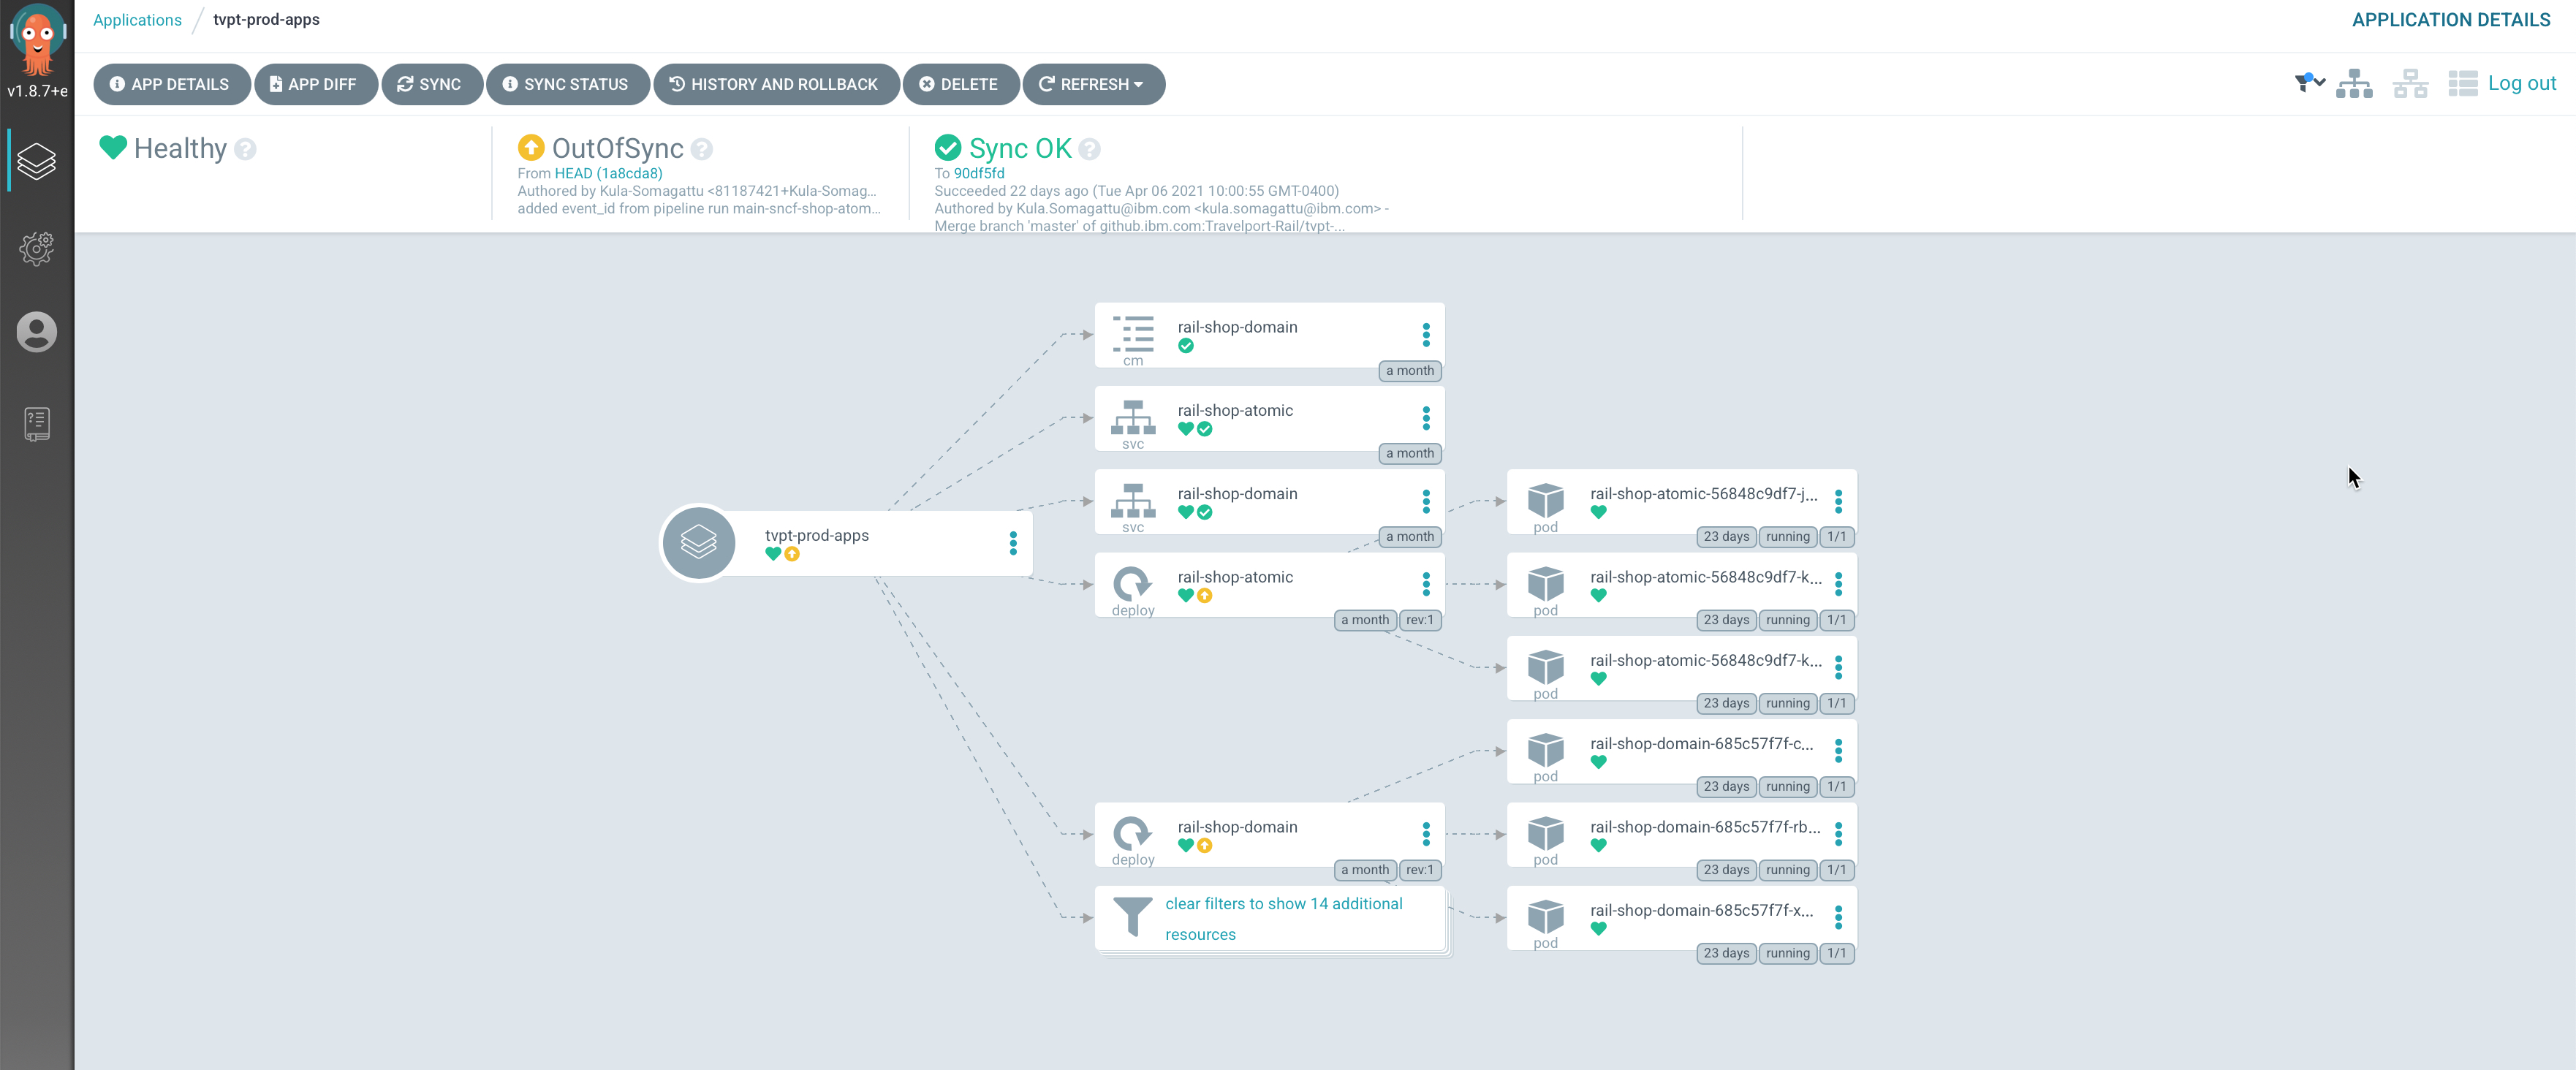 Applications / tvpt-prod-apps
APPLICATION DETAILS
v1.8.7+e
APP DETAILS
APP DIFF
SYNC
SYNC STATUS
HISTORY AND ROLLBACK
DELETE
REFRESH
Log out
Healthy
OutOfSync
From HEAD (1a8cda8)
Authored by Kula-Somagattu <81187421+Kula-Somag...
added event_id from pipeline run main-sncf-shop-atom...
Sync OK
To 90df5fd
Succeeded 22 days ago (Tue Apr 06 2021 10:00:55 GMT-0400)
Authored by Kula.Somagattu@ibm.com <kula.somagattu@ibm.com> -
Merge branch 'master' of github.ibm.com:Travelport-Rail/tvpt-...
tvpt-prod-apps
rail-shop-domain
cm
a month
rail-shop-atomic
svc
a month
rail-shop-domain
svc
a month
rail-shop-atomic
deploy
a month
rev:1
rail-shop-domain
deploy
a month
rev:1
clear filters to show 14 additional
resources
rail-shop-atomic-56848c9df7-j...
pod
23 days
running
1/1
rail-shop-atomic-56848c9df7-k...
pod
23 days
running
1/1
rail-shop-atomic-56848c9df7-k...
pod
23 days
running
1/1
rail-shop-domain-685c57f7f-c...
pod
23 days
running
1/1
rail-shop-domain-685c57f7f-rb...
pod
23 days
running
1/1
rail-shop-domain-685c57f7f-x...
pod
23 days
running
1/1